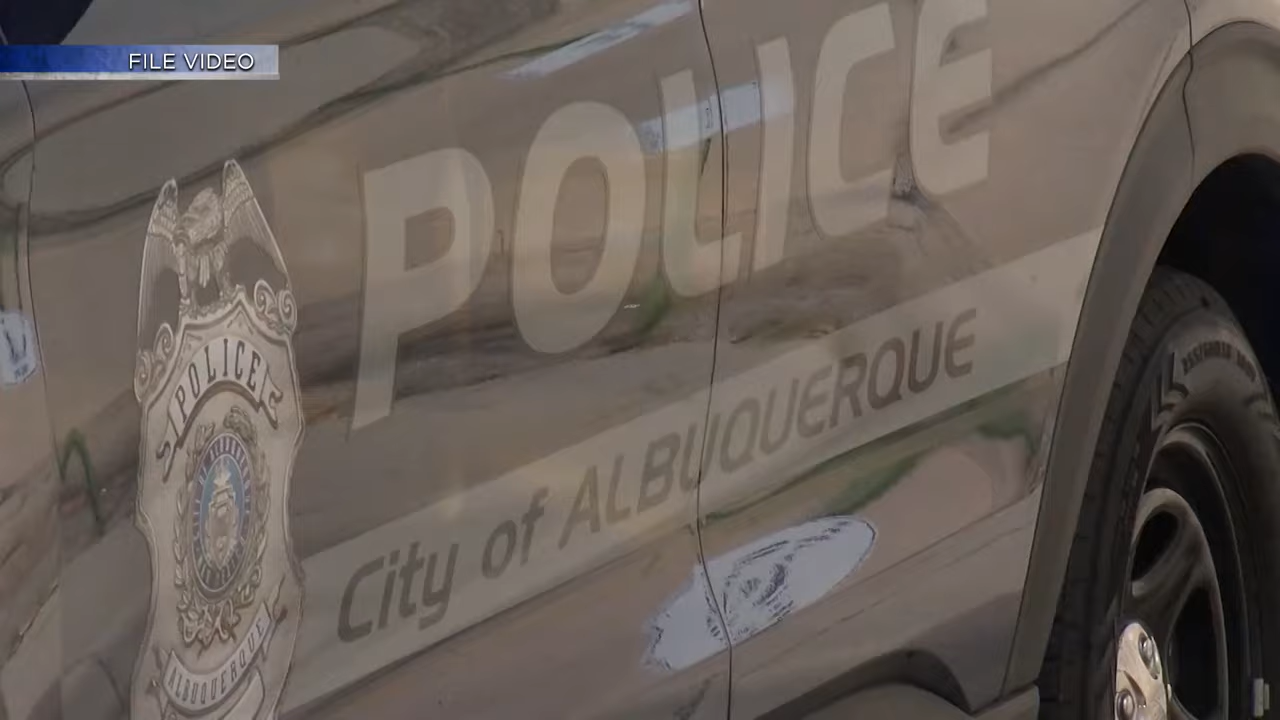 FILE VIDEO
POLICE
City of ALBUQUERQUE
POLICE
ALBUQUERQUE